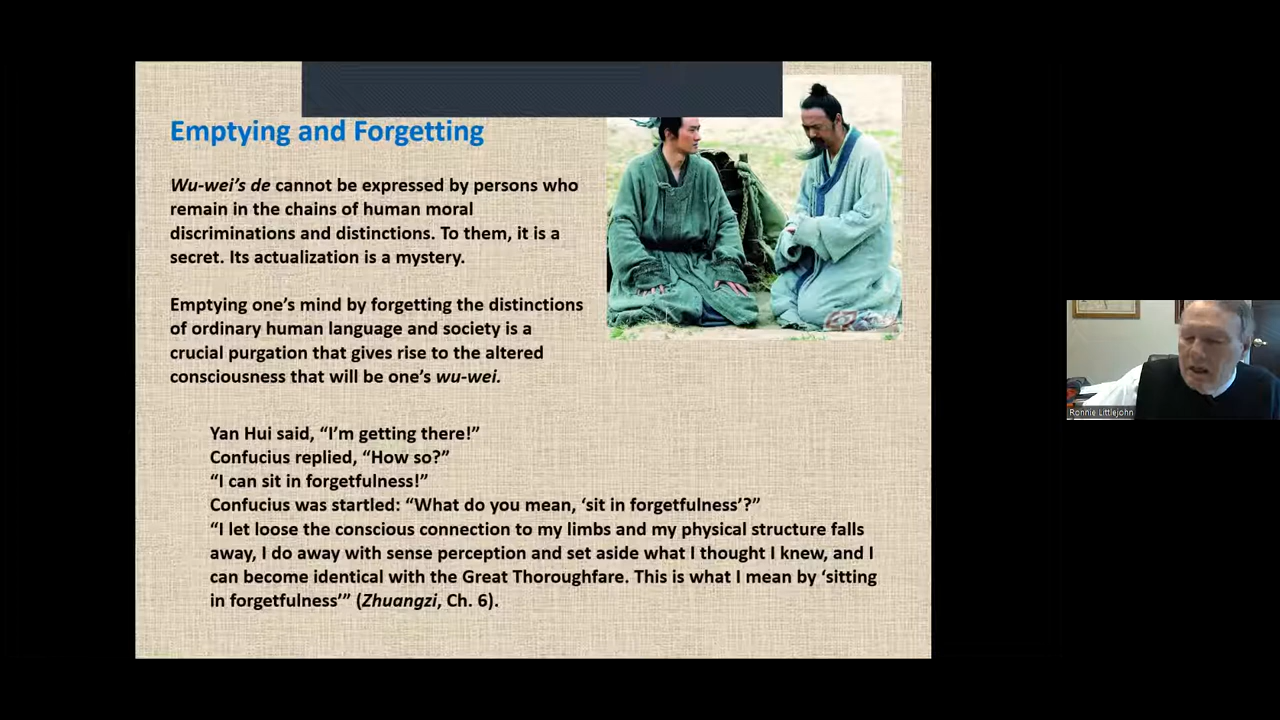 Emptying and Forgetting
Wu-wei’s de cannot be expressed by persons who
remain in the chains of human moral
discriminations and distinctions. To them, it is a
secret. Its actualization is a mystery.
Emptying one’s mind by forgetting the distinctions
of ordinary human language and society is a
crucial purgation that gives rise to the altered
consciousness that will be one’s wu-wei.
Yan Hui said, “I’m getting there!”
Confucius replied, “How so?”
“I can sit in forgetfulness!”
Confucius was startled: “What do you mean, ‘sit in forgetfulness’?”
“I let loose the conscious connection to my limbs and my physical structure falls
away, I do away with sense perception and set aside what I thought I knew, and I
can become identical with the Great Thoroughfare. This is what I mean by ‘sitting
in forgetfulness’” (Zhuangzi, Ch. 6).
Ronnie Littlejohn